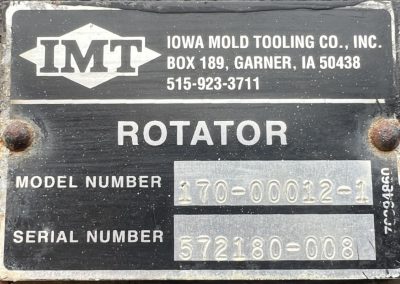 IMT
IOWA MOLD TOOLING CO., INC.
BOX 189, GARNER, IA 50438
515-923-3711
ROTATOR
MODEL NUMBER 170-00012-1
SERIAL NUMBER 572180-008
70394860